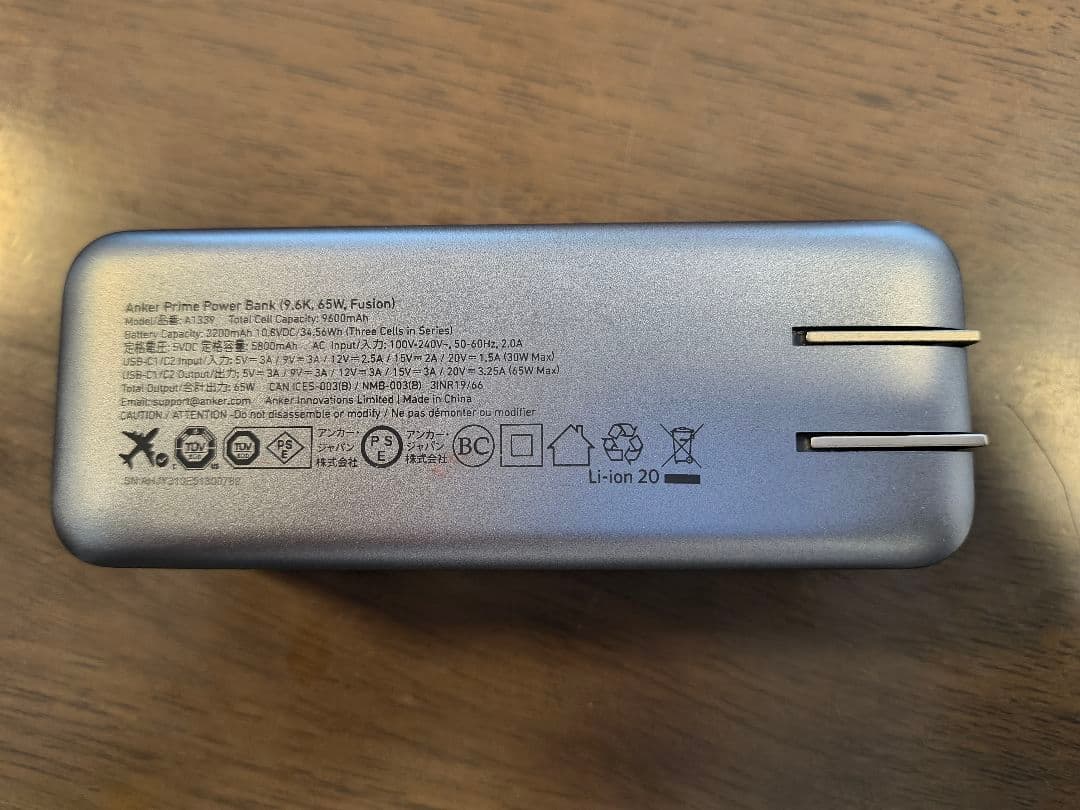 Anker Prime Power Bank (9.6K, 65W, Fusion)
Model/品番: A1339 Total Cell Capacity: 9600mAh
Battery Capacity: 3200mAh 10.8VDC/34.56Wh (Three Cells in Series)
定格電圧: 5VDC 定格容量: 5800mAh AC Input/入力: 100V-240V~, 50-60Hz, 2.0A
USB-C1/C2 Input/入力: 5V⎓3A / 9V⎓3A / 12V⎓2.5A / 15V⎓2A / 20V⎓1.5A (30W Max)
USB-C1/C2 Output/出力: 5V⎓3A / 9V⎓3A / 12V⎓3A / 15V⎓3A / 20V⎓3.25A (65W Max)
Total Output/合計出力: 65W CAN ICES-003(B) / NMB-003(B) 3INR19/66
Email: support@anker.com Anker Innovations Limited | Made in China
CAUTION / ATTENTION -Do not disassemble or modify / Ne pas démonter ou modifier
TÜV
TÜV
PS
E
アンカー・
ジャパン
株式会社
PS
E
アンカー・
ジャパン
株式会社
BC
Li-ion 20